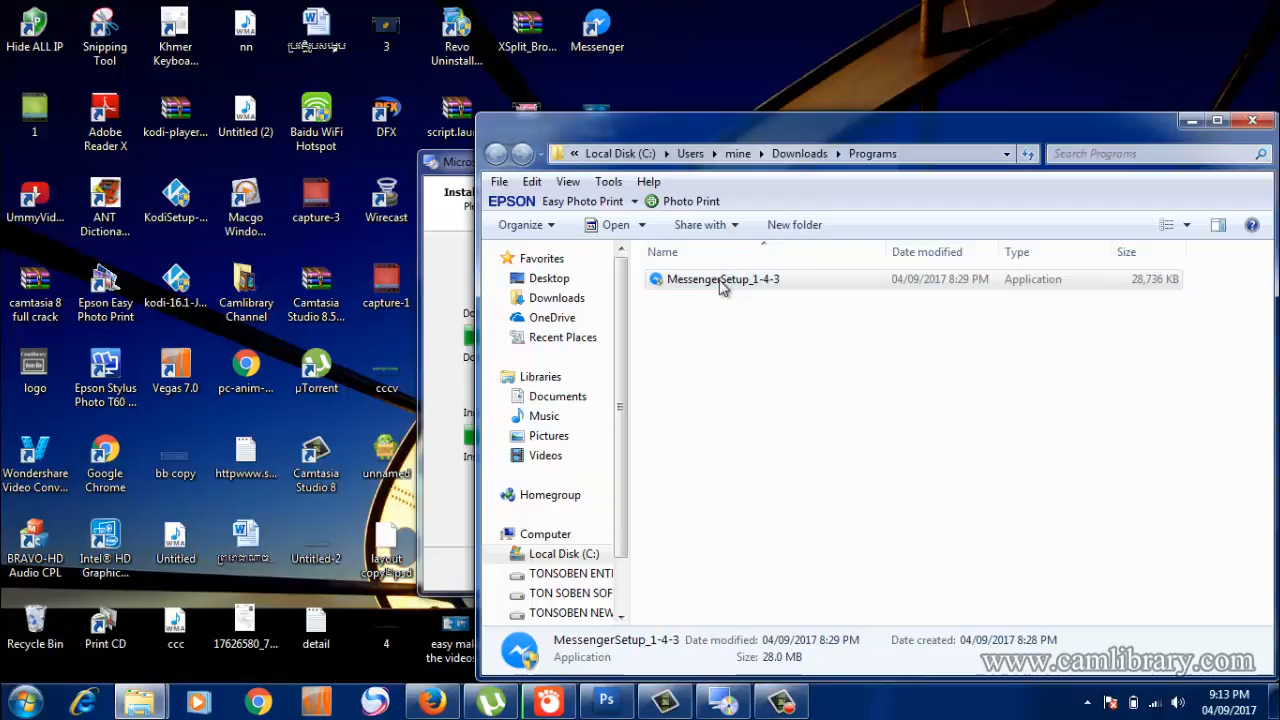 Hide ALL IP
Snipping
Tool
Khmer
Keyboa...
nn
3
Revo
Uninstall...
XSplit_Bro...
Messenger
1
Adobe
Reader X
kodi-player...
Untitled (2)
Baidu WiFi
Hotspot
DFX
script.lau
UmmyVid...
ANT
Dictiona...
KodiSetup-...
Macgo
Windo...
capture-3
Wirecast
camtasia 8
full crack
Epson Easy
Photo Print
kodi-16.1-J...
Camlibrary
Channel
Camtasia
Studio 8.5...
capture-1
logo
Epson Stylus
Photo T60 ...
Vegas 7.0
pc-anim-...
µTorrent
cccv
Wondershare
Video Conv...
Google
Chrome
bb copy
httpwww.s...
Camtasia
Studio 8
unnamed
BRAVO-HD
Audio CPL
Intel® HD
Graphic...
Untitled
Untitled-2
layout
copy1.psd
Recycle Bin
Print CD
ccc
17626580_7...
detail
4
easy mal
the videos
Micros
Instal
Ple
Do
Do
Ins
Ins
« Local Disk (C:) ▸ Users ▸ mine ▸ Downloads ▸ Programs
Search Programs
File Edit View Tools Help
EPSON Easy Photo Print Photo Print
Organize Open Share with New folder
Name Date modified Type Size
MessengerSetup_1-4-3 04/09/2017 8:29 PM Application 28,736 KB
Favorites
Desktop
Downloads
OneDrive
Recent Places
Libraries
Documents
Music
Pictures
Videos
Homegroup
Computer
Local Disk (C:)
TONSOBEN ENTI
TON SOBEN SOF
TONSOBEN NEW
MessengerSetup_1-4-3 Date modified: 04/09/2017 8:29 PM Date created: 04/09/2017 8:28 PM
Application Size: 28.0 MB
www.camlibrary.com
Ps
9:13 PM
04/09/2017